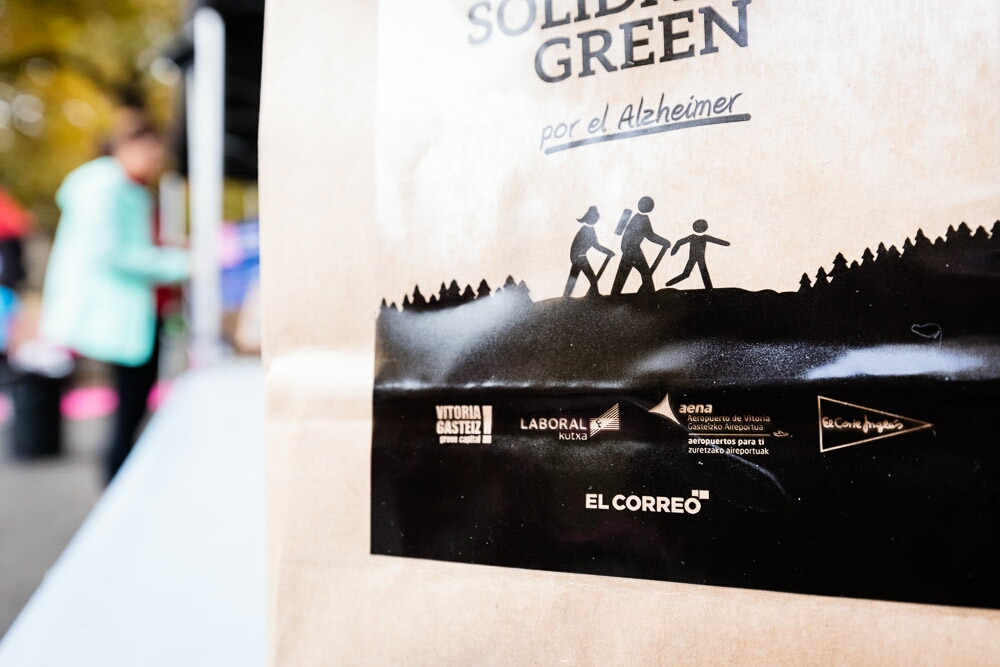 GREEN
por el Alzheimer
VITORIA
GASTEIZ!
green capital
LABORAL
kutxa
aena
Aeropuerto de Vitoria
Gasteizko Aireportua
aeropuertos para ti
zuretzako aireportuak
El Corte Inglés
EL CORREO